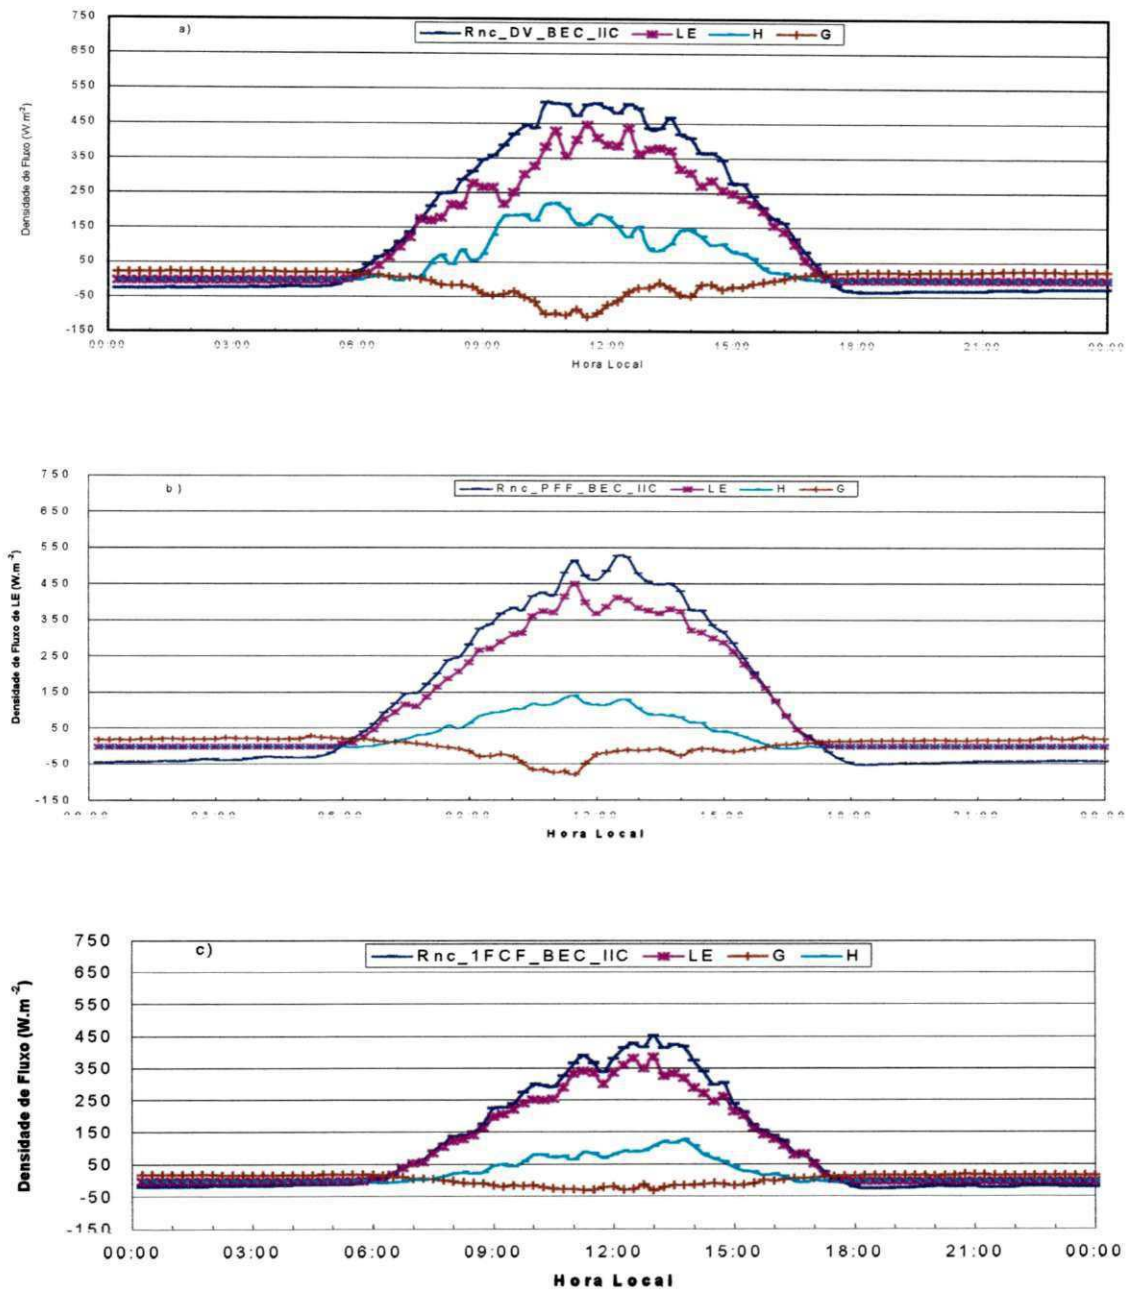 a)
Rnc_DV_BEC_IIC LE H G
750
650
550
450
350
250
150
50
-50
-150
Densidade de Fluxo (W.m-2)
00:00 03:00 06:00 09:00 12:00 15:00 18:00 21:00 00:00
Hora Local
b)
Rnc_PFF_BEC_IIC LE H G
750
650
550
450
350
250
150
50
-50
-150
Densidade de Fluxo de LE (W.m-2)
Hora Local
c)
Rnc_1FCF_BEC_IIC LE G H
750
650
550
450
350
250
150
50
-50
-150
Densidade de Fluxo (W.m-2)
00:00 03:00 06:00 09:00 12:00 15:00 18:00 21:00 00:00
Hora Local